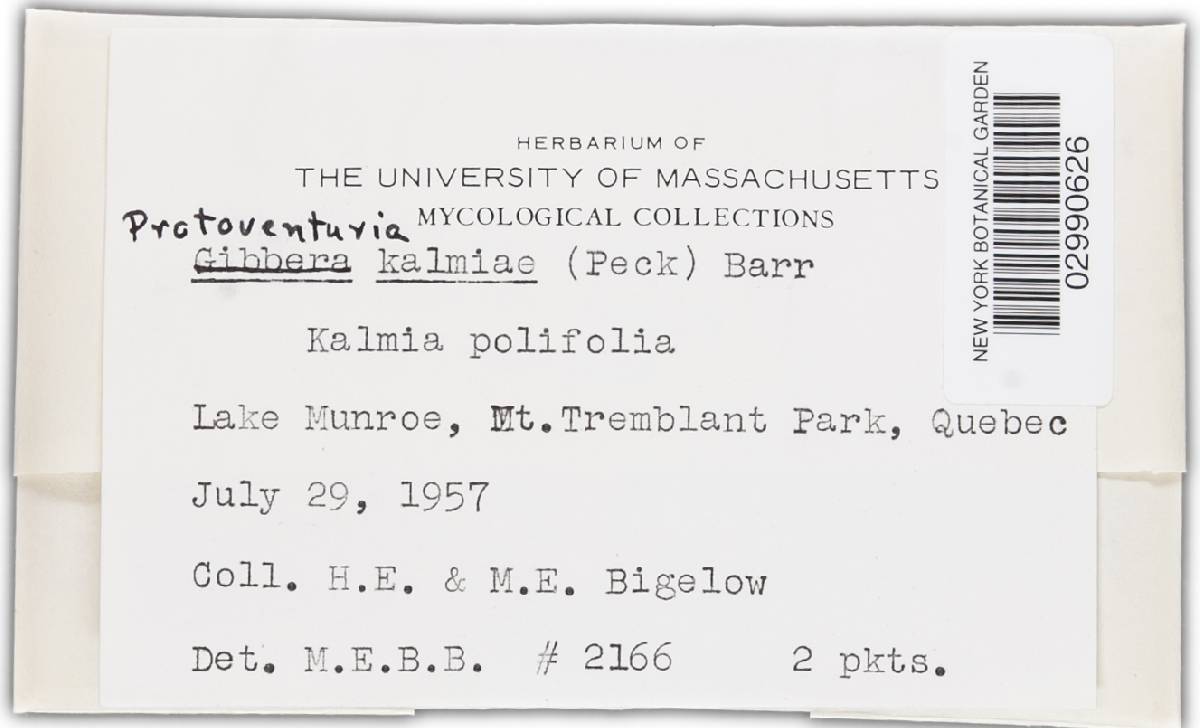 HERBARIUM OF
THE UNIVERSITY OF MASSACHUSETTS
MYCOLOGICAL COLLECTIONS
Protoventuria
Gibbera kalmiae (Peck) Barr
Kalmia polifolia
Lake Munroe, Mt.Tremblant Park, Quebec
July 29, 1957
Coll. H.E. & M.E. Bigelow
Det. M.E.B.B. # 2166 2 pkts.
NEW YORK BOTANICAL GARDEN
02990626